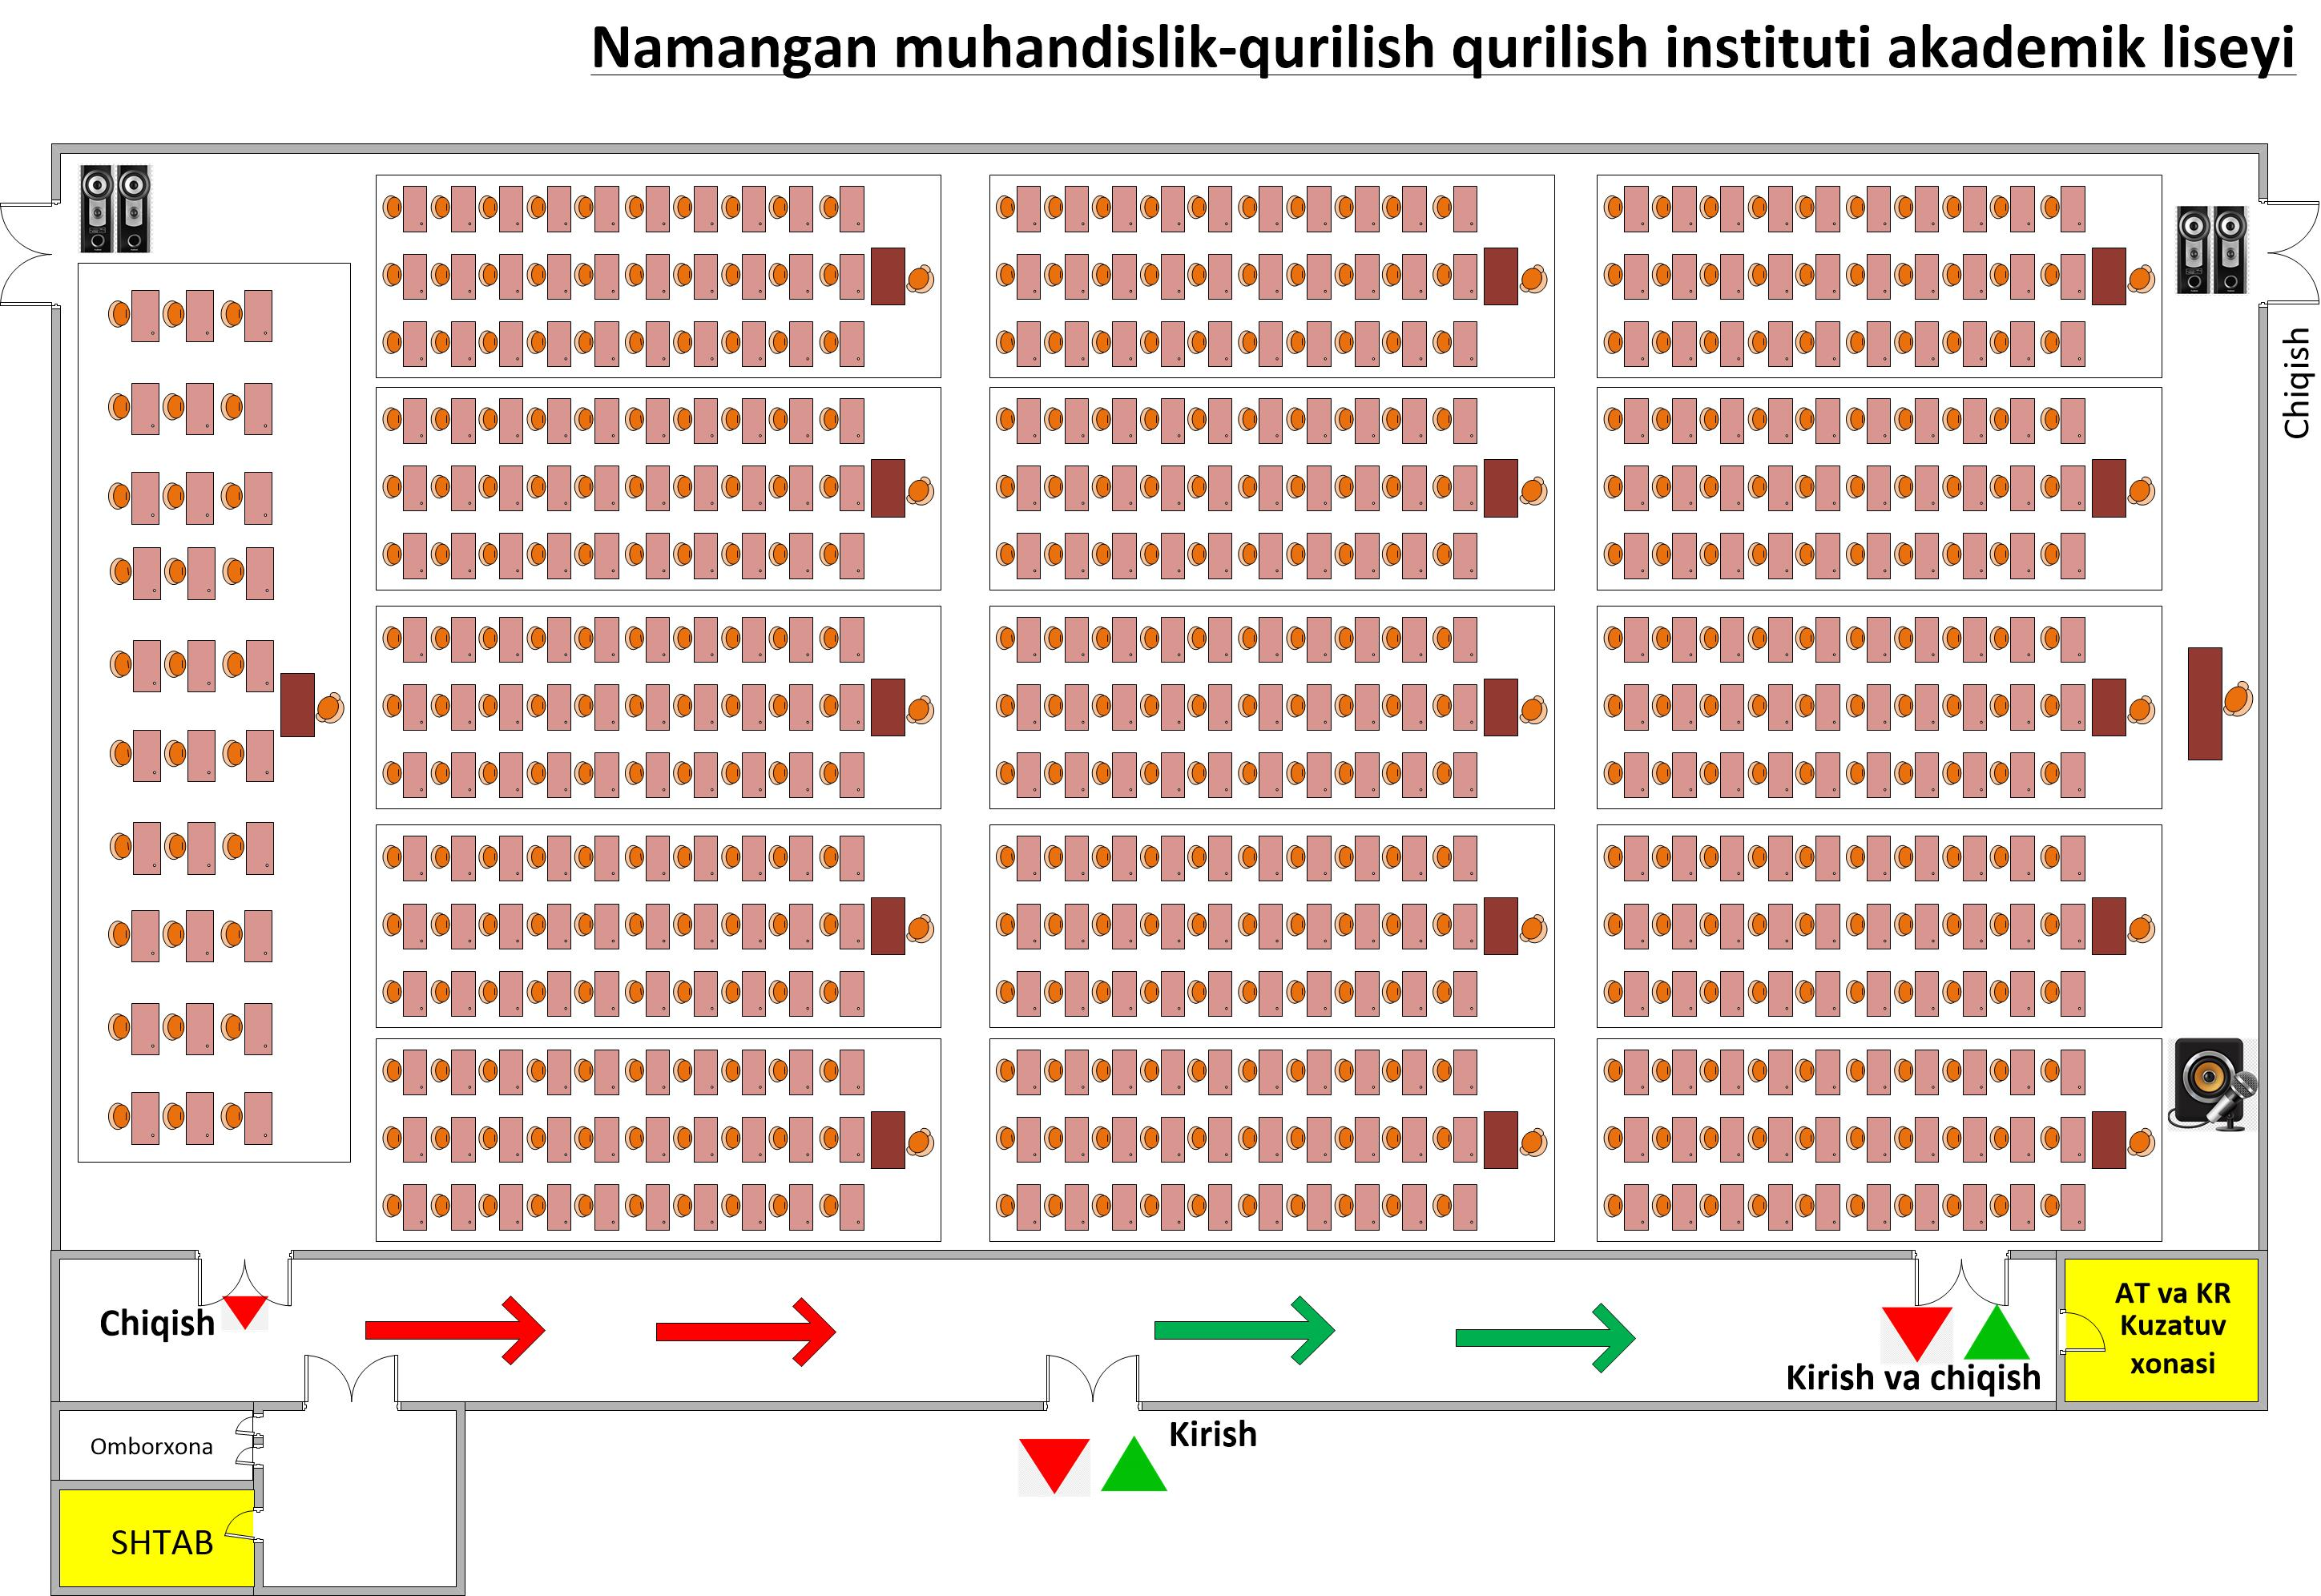 Namangan muhandislik-qurilish qurilish instituti akademik liseyi
Chiqish
Chiqish
Kirish va chiqish
AT va KR
Kuzatuv
xonasi
Kirish
Omborxona
SHTAB